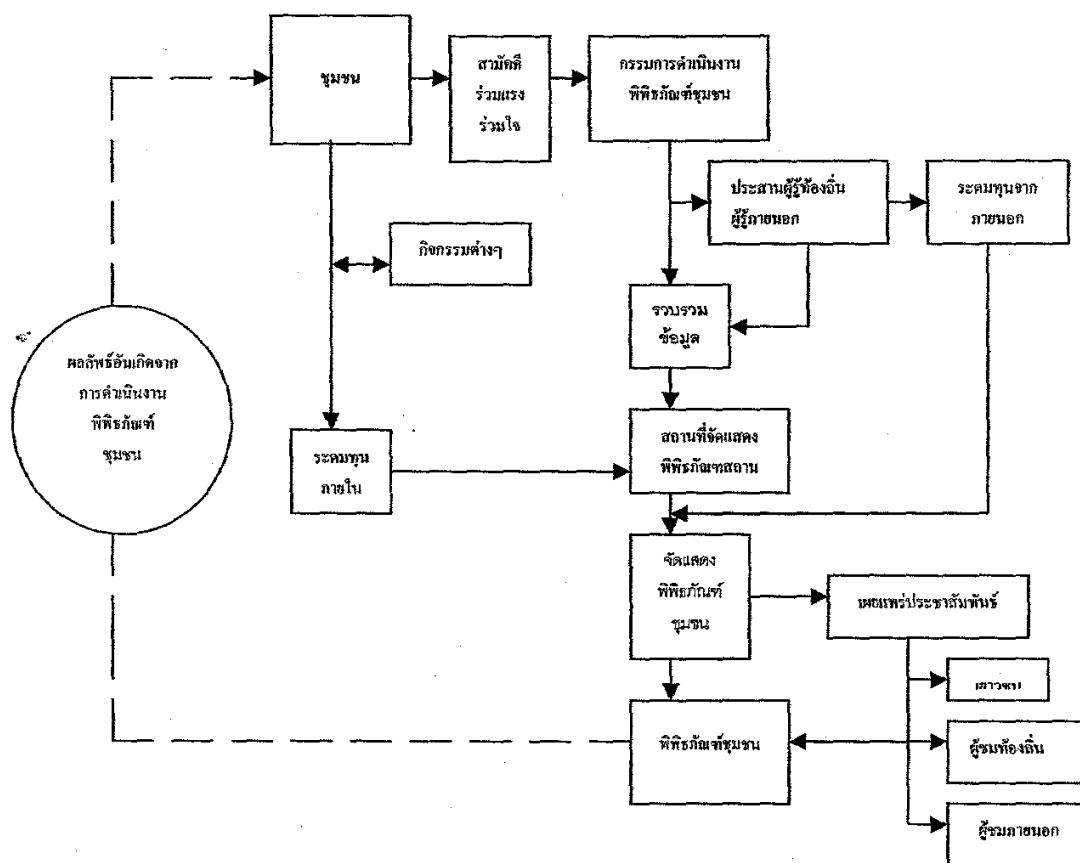 ชุมชน
สามัคคี
ร่วมแรง
ร่วมใจ
กรรมการดำเนินงาน
พิพิธภัณฑ์ชุมชน
ประสานผู้รู้ท้องถิ่น
ผู้รู้ภายนอก
ระดมทุนจาก
ภายนอก
กิจกรรมต่างๆ
รวบรวม
ข้อมูล
ผลลัพธ์อันเกิดจาก
การดำเนินงาน
พิพิธภัณฑ์
ชุมชน
ระดมทุน
ภายใน
สถานที่จัดแสดง
พิพิธภัณฑสถาน
จัดแสดง
พิพิธภัณฑ์
ชุมชน
เผยแพร่ประชาสัมพันธ์
เยาวชน
พิพิธภัณฑ์ชุมชน
ผู้ชมท้องถิ่น
ผู้ชมภายนอก